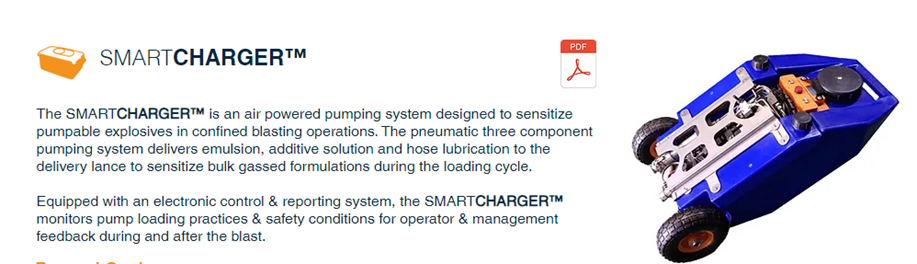 SMARTCHARGER™
PDF
The SMARTCHARGER™ is an air powered pumping system designed to sensitize
pumpable explosives in confined blasting operations. The pneumatic three component
pumping system delivers emulsion, additive solution and hose lubrication to the
delivery lance to sensitize bulk gassed formulations during the loading cycle.
Equipped with an electronic control & reporting system, the SMARTCHARGER™
monitors pump loading practices & safety conditions for operator & management
feedback during and after the blast.